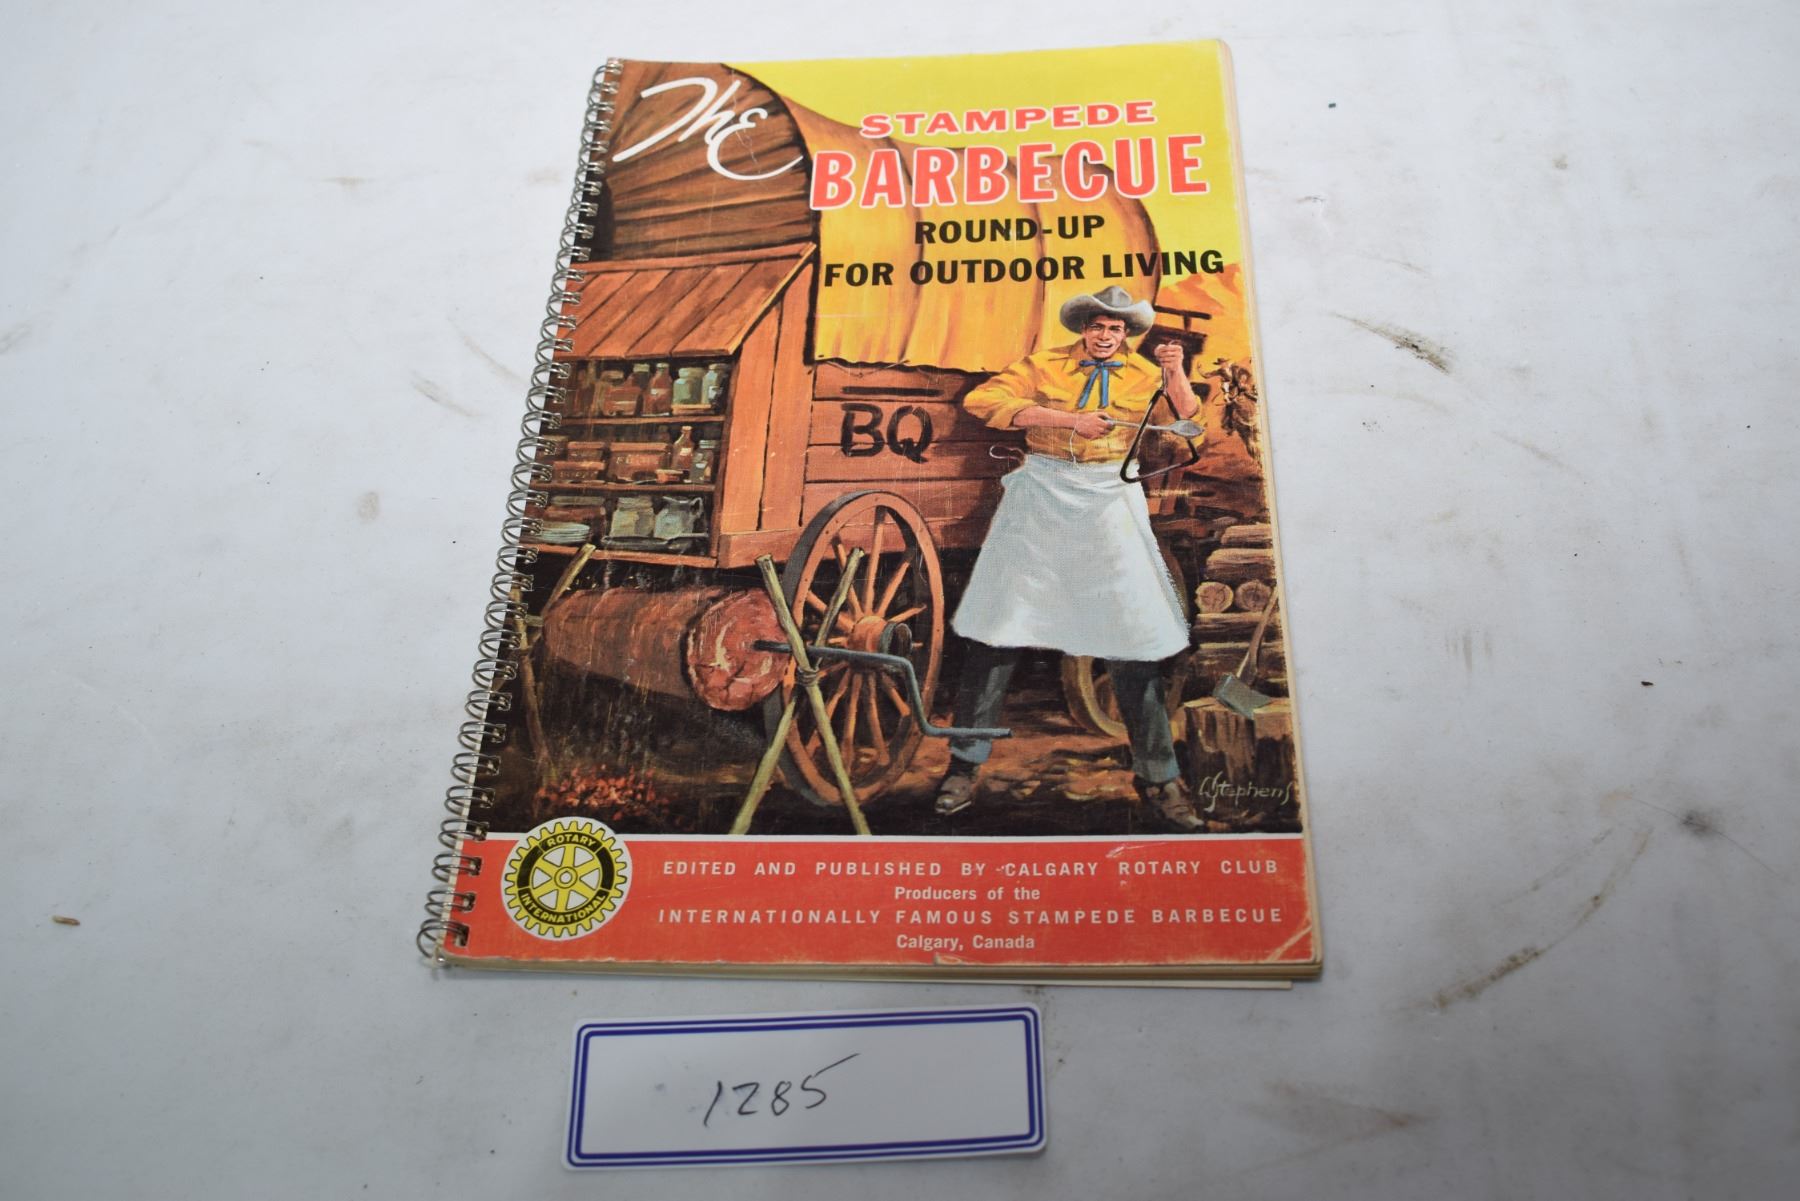 The
STAMPEDE
BARBECUE
ROUND-UP
FOR OUTDOOR LIVING
BQ
Stephens
ROTARY
INTERNATIONAL
EDITED AND PUBLISHED BY CALGARY ROTARY CLUB
Producers of the
INTERNATIONALLY FAMOUS STAMPEDE BARBECUE
Calgary, Canada
1285